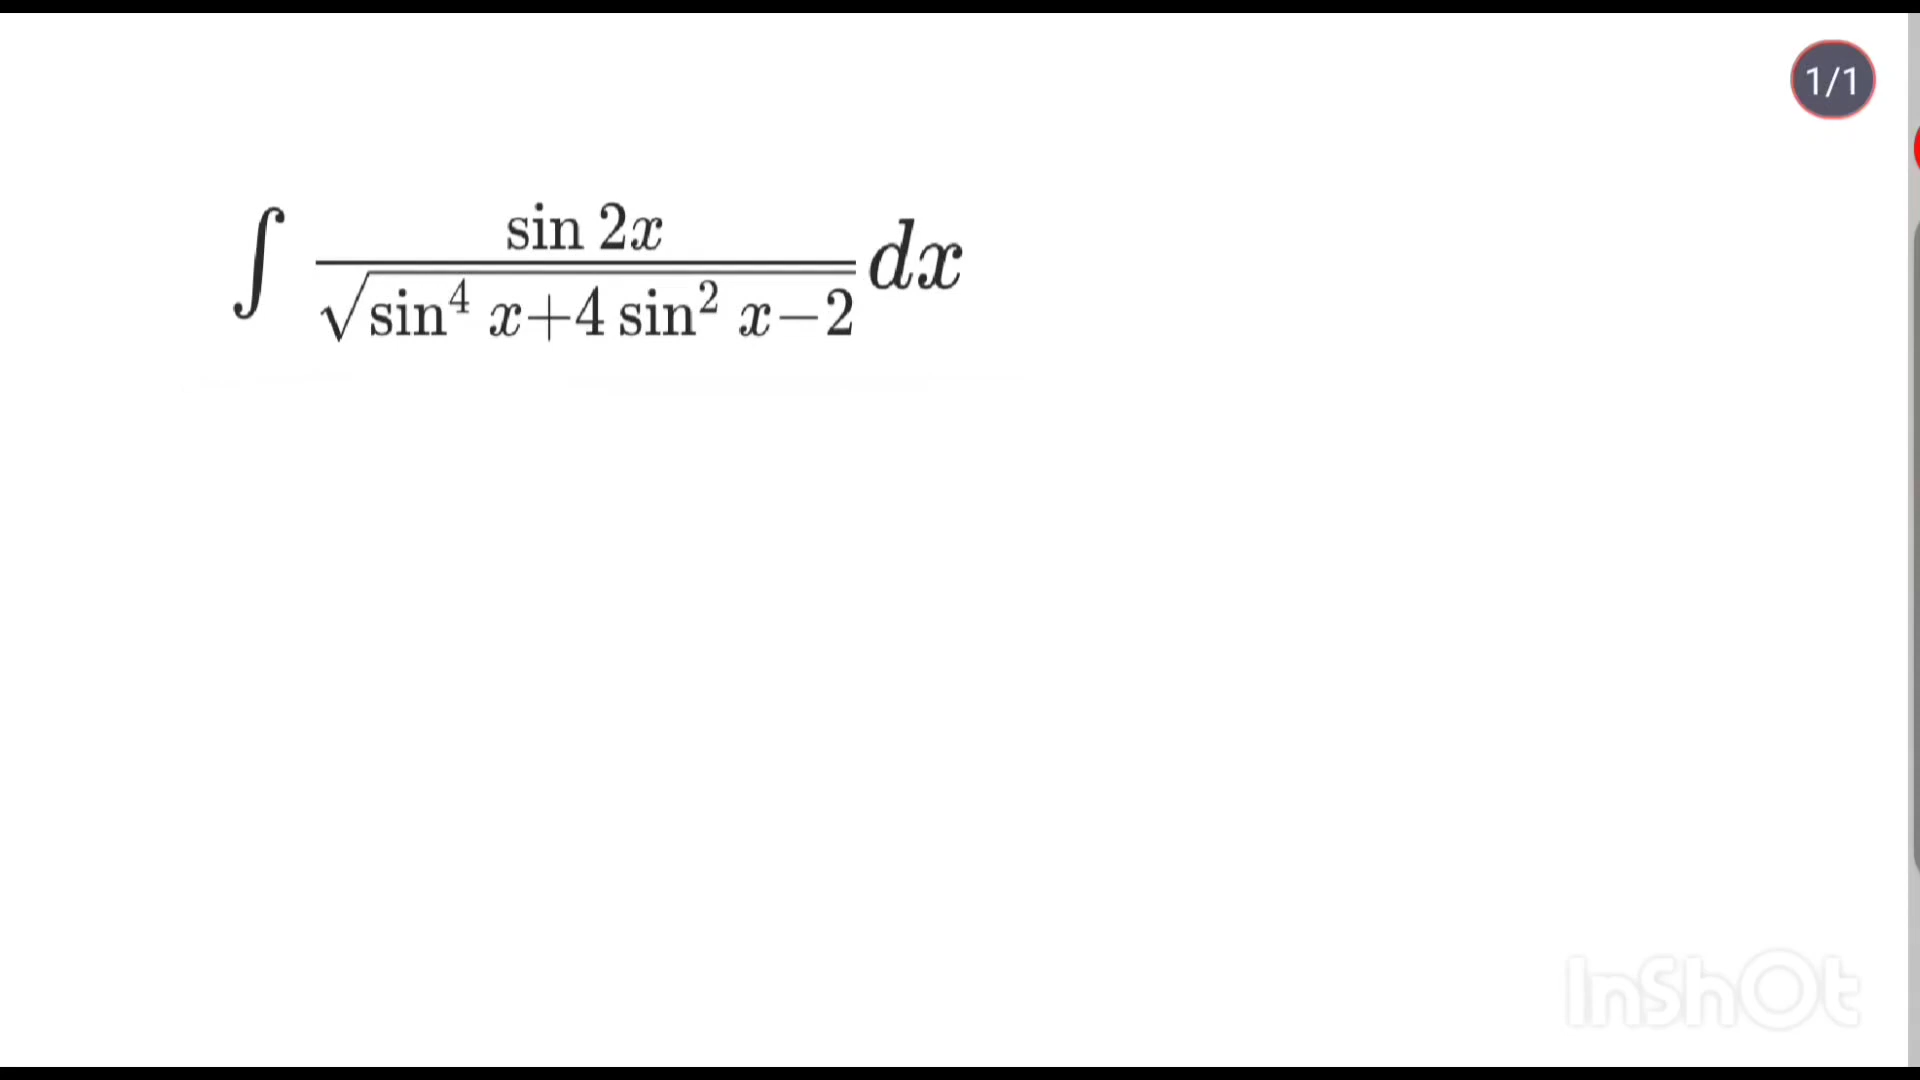 1/1
∫ sin 2x / √(sin⁴ x+4 sin² x−2) dx
InShOt